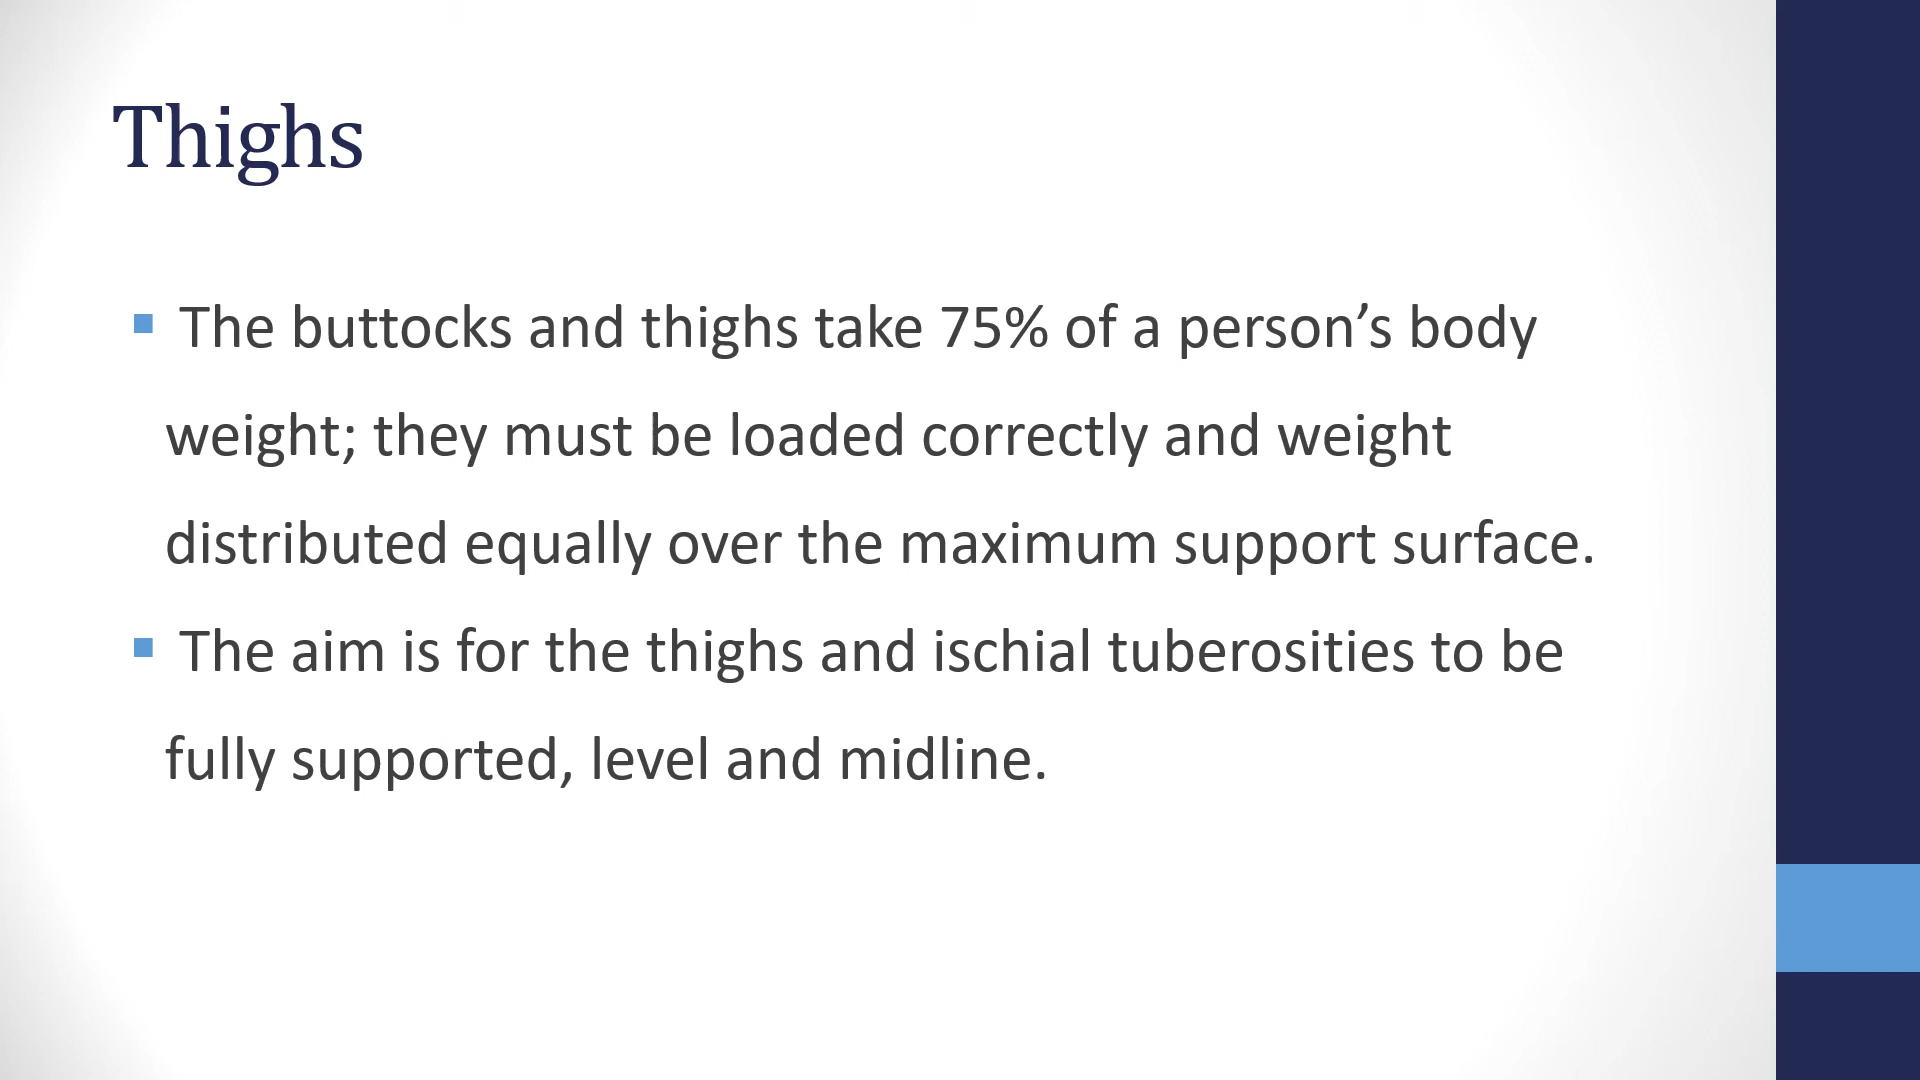 Thighs
▪ The buttocks and thighs take 75% of a person’s body
weight; they must be loaded correctly and weight
distributed equally over the maximum support surface.
▪ The aim is for the thighs and ischial tuberosities to be
fully supported, level and midline.